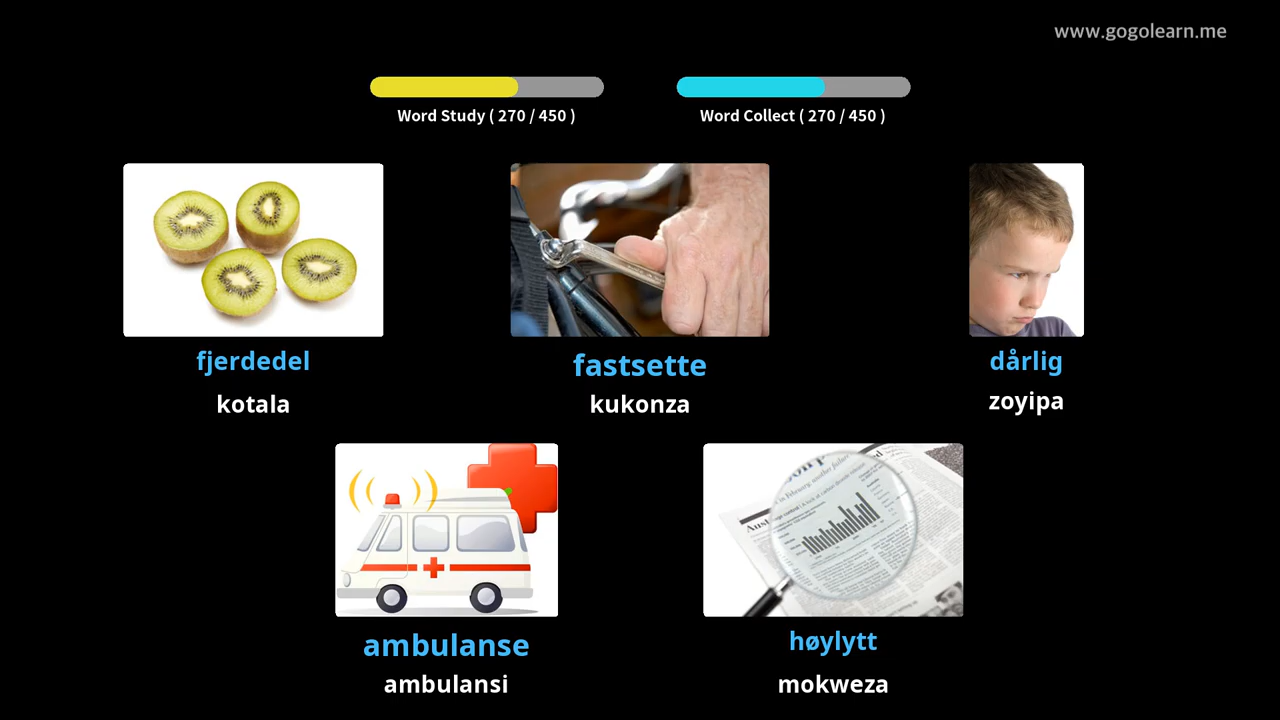 www.gogolearn.me
Word Study ( 270 / 450 )
Word Collect ( 270 / 450 )
fjerdedel
kotala
fastsette
kukonza
dårlig
zoyipa
ambulanse
ambulansi
høylytt
mokweza